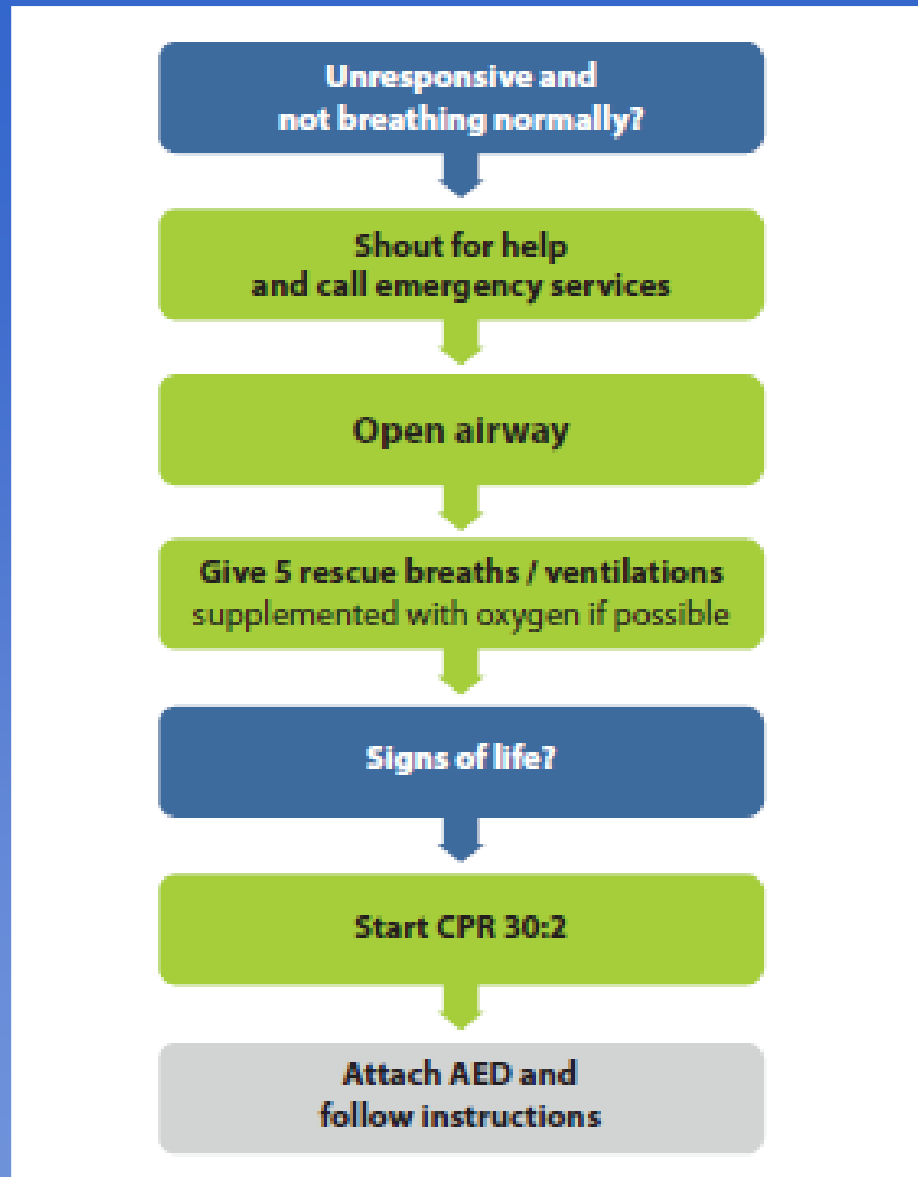 Unresponsive and
not breathing normally?
Shout for help
and call emergency services
Open airway
Give 5 rescue breaths / ventilations
supplemented with oxygen if possible
Signs of life?
Start CPR 30:2
Attach AED and
follow instructions